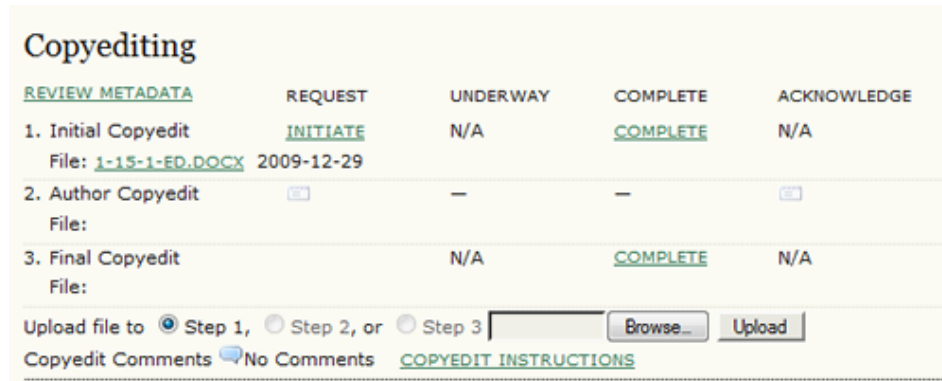 Copyediting
REVIEW METADATA REQUEST UNDERWAY COMPLETE ACKNOWLEDGE
1. Initial Copyedit INITIATE N/A COMPLETE N/A
File: 1-15-1-ED.DOCX 2009-12-29
2. Author Copyedit — —
File:
3. Final Copyedit N/A COMPLETE N/A
File:
Upload file to Step 1, Step 2, or Step 3 Browse... Upload
Copyedit Comments No Comments COPYEDIT INSTRUCTIONS